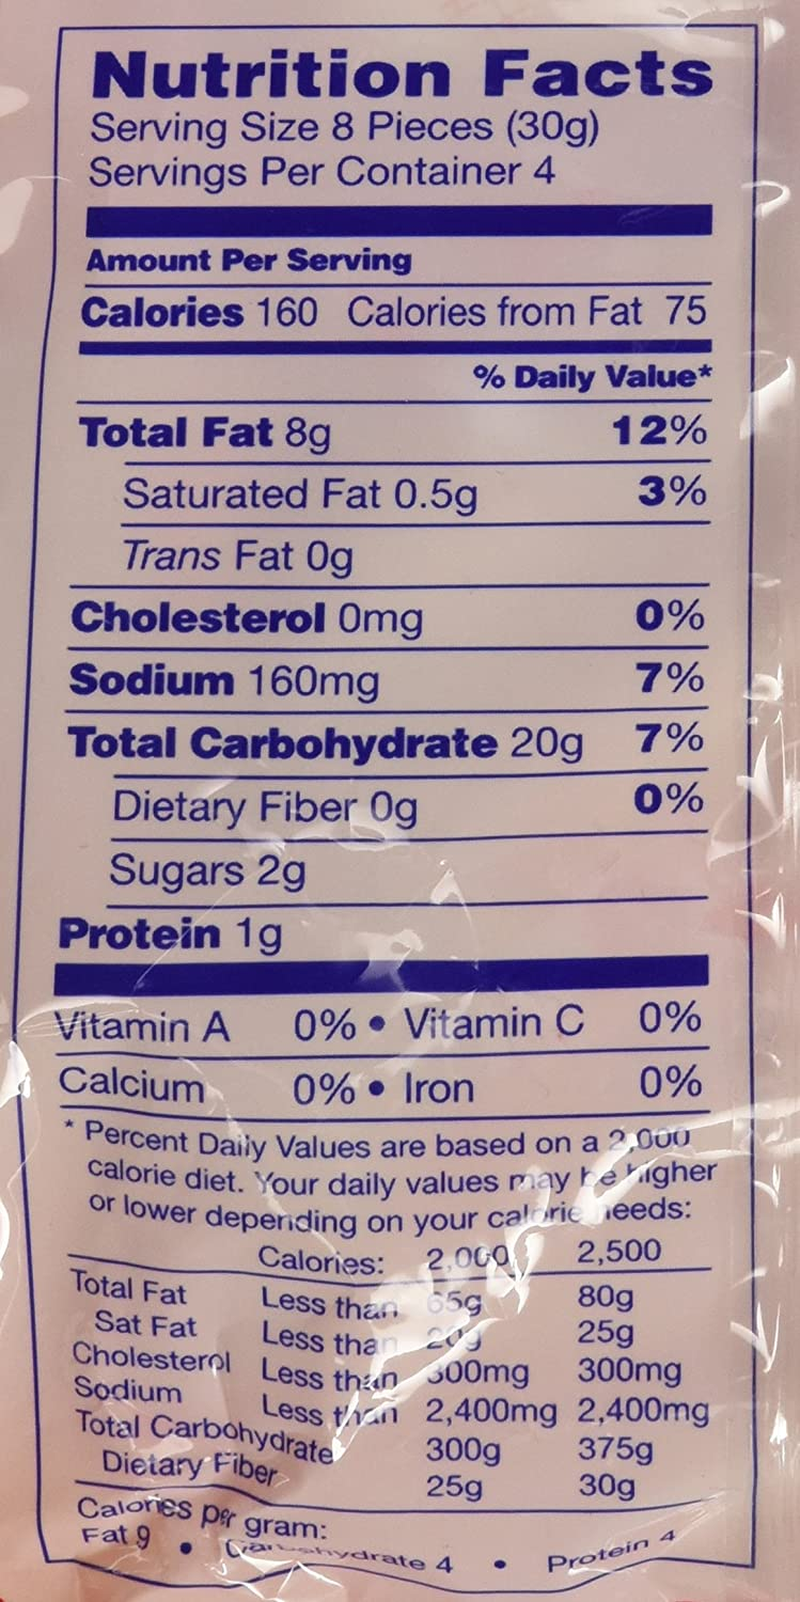 Nutrition Facts
Serving Size 8 Pieces (30g)
Servings Per Container 4
Amount Per Serving
Calories 160 Calories from Fat 75
% Daily Value*
Total Fat 8g 12%
Saturated Fat 0.5g 3%
Trans Fat 0g
Cholesterol 0mg 0%
Sodium 160mg 7%
Total Carbohydrate 20g 7%
Dietary Fiber 0g 0%
Sugars 2g
Protein 1g
Vitamin A 0% • Vitamin C 0%
Calcium 0% • Iron 0%
* Percent Daily Values are based on a 2,000
calorie diet. Your daily values may be higher
or lower depending on your calorie needs:
Calories: 2,000 2,500
Total Fat Less than 65g 80g
Sat Fat Less than 20g 25g
Cholesterol Less than 300mg 300mg
Sodium Less than 2,400mg 2,400mg
Total Carbohydrate 300g 375g
Dietary Fiber 25g 30g
Calories per gram:
Fat 9 • Carbohydrate 4 • Protein 4